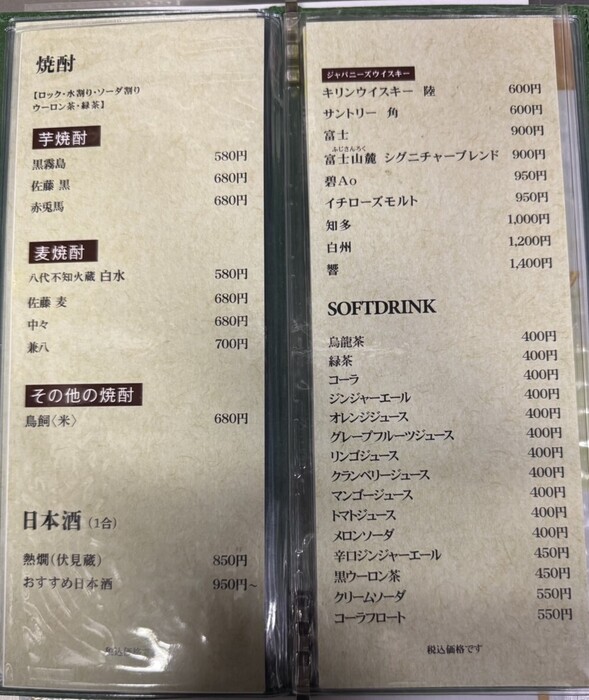 焼酎
【ロック・水割り・ソーダ割り
ウーロン茶・緑茶】
芋焼酎
黒霧島 580円
佐藤 黒 680円
赤兎馬 680円
麦焼酎
八代不知火蔵 白水 580円
佐藤 麦 680円
中々 680円
兼八 700円
その他の焼酎
鳥飼〈米〉 680円
日本酒（1合）
熱燗（伏見蔵） 850円
おすすめ日本酒 950円~
税込価格です
ジャパニーズウイスキー
キリンウイスキー 陸 600円
サントリー 角 600円
富士 900円
ふじさんろく
富士山麓 シグニチャーブレンド 900円
碧Ao 950円
イチローズモルト 950円
知多 1,000円
白州 1,200円
響 1,400円
SOFTDRINK
烏龍茶 400円
緑茶 400円
コーラ 400円
ジンジャーエール 400円
オレンジジュース 400円
グレープフルーツジュース 400円
リンゴジュース 400円
クランベリージュース 400円
マンゴージュース 400円
トマトジュース 400円
メロンソーダ 400円
辛口ジンジャーエール 450円
黒ウーロン茶 450円
クリームソーダ 550円
コーラフロート 550円
税込価格です